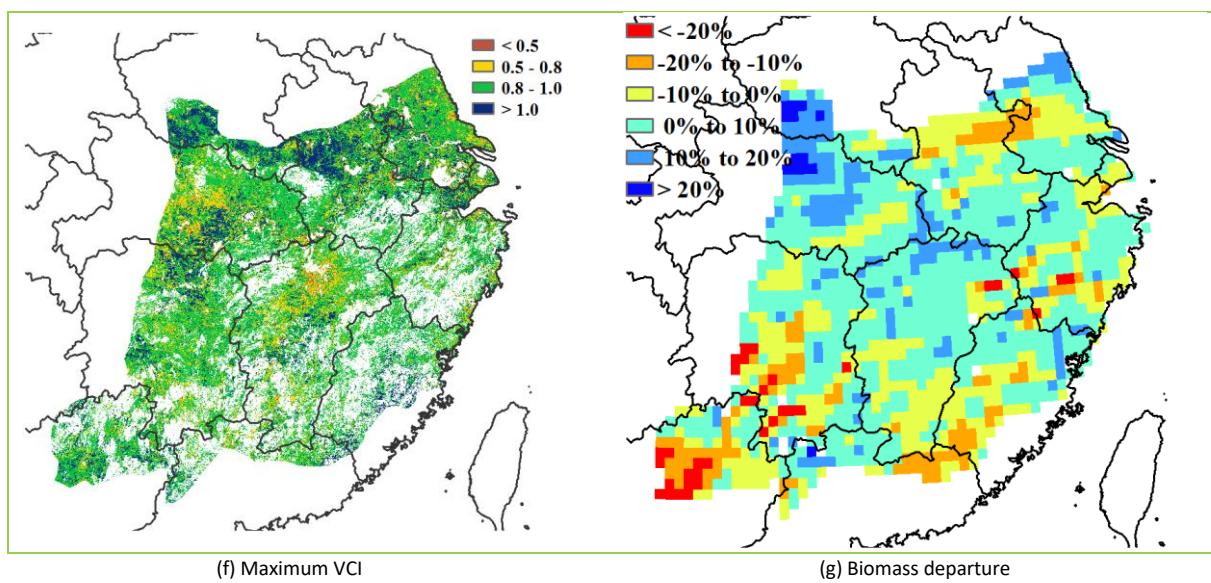 < 0.5
0.5 - 0.8
0.8 - 1.0
> 1.0
< -20%
-20% to -10%
-10% to 0%
0% to 10%
10% to 20%
> 20%
(f) Maximum VCI
(g) Biomass departure